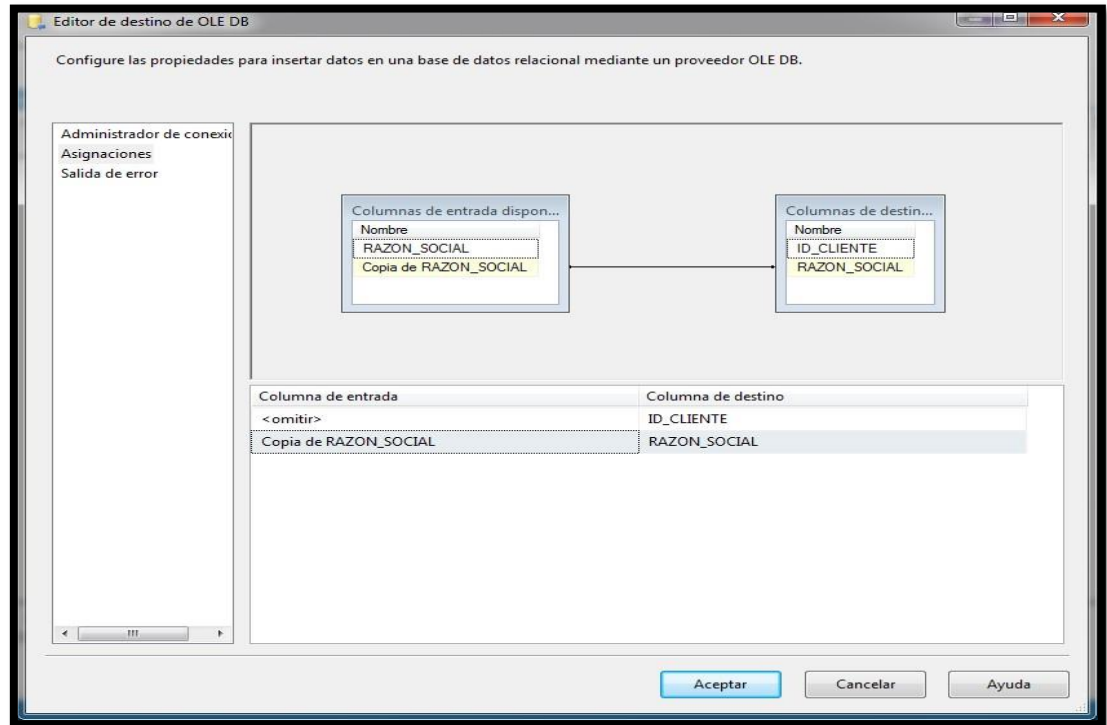 Editor de destino de OLE DB
Configure las propiedades para insertar datos en una base de datos relacional mediante un proveedor OLE DB.
Administrador de conexi
Asignaciones
Salida de error
Columnas de entrada dispon...
Nombre
RAZON_SOCIAL
Copia de RAZON_SOCIAL
Columnas de destin...
Nombre
ID_CLIENTE
RAZON_SOCIAL
Columna de entrada Columna de destino
<omitir> ID_CLIENTE
Copia de RAZON_SOCIAL RAZON_SOCIAL
Aceptar Cancelar Ayuda